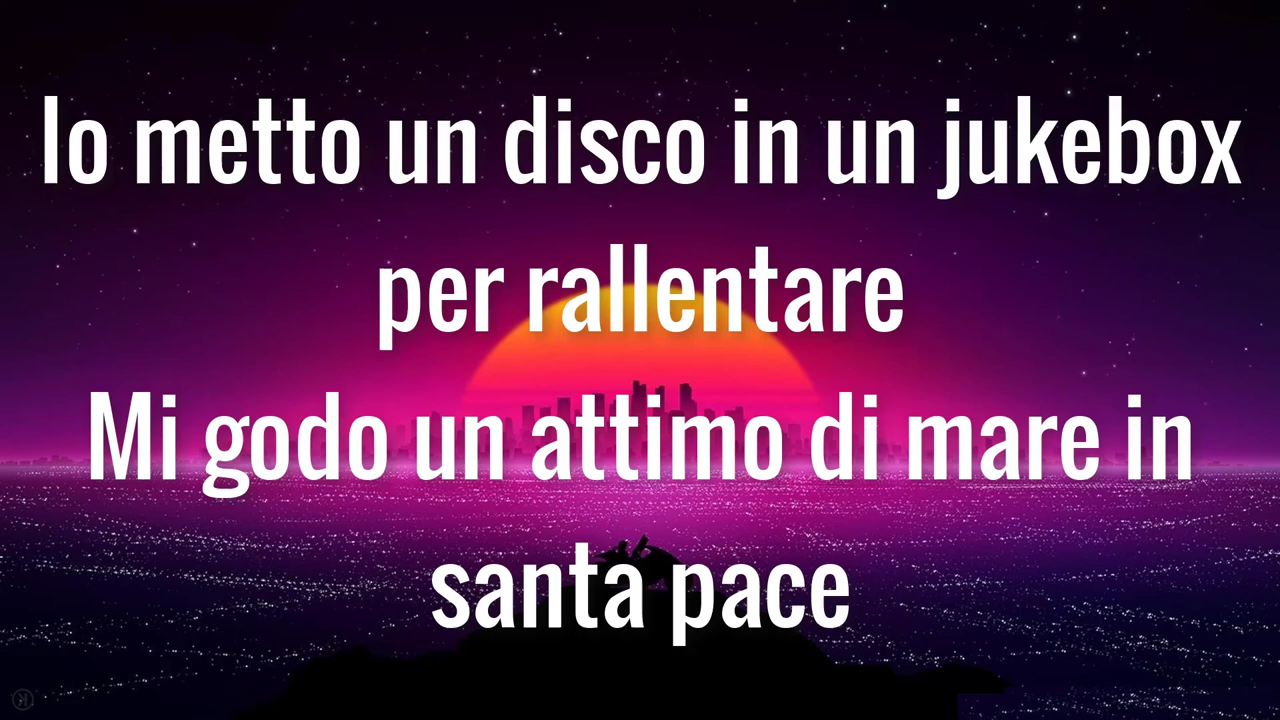 Io metto un disco in un jukebox
per rallentare
Mi godo un attimo di mare in
santa pace